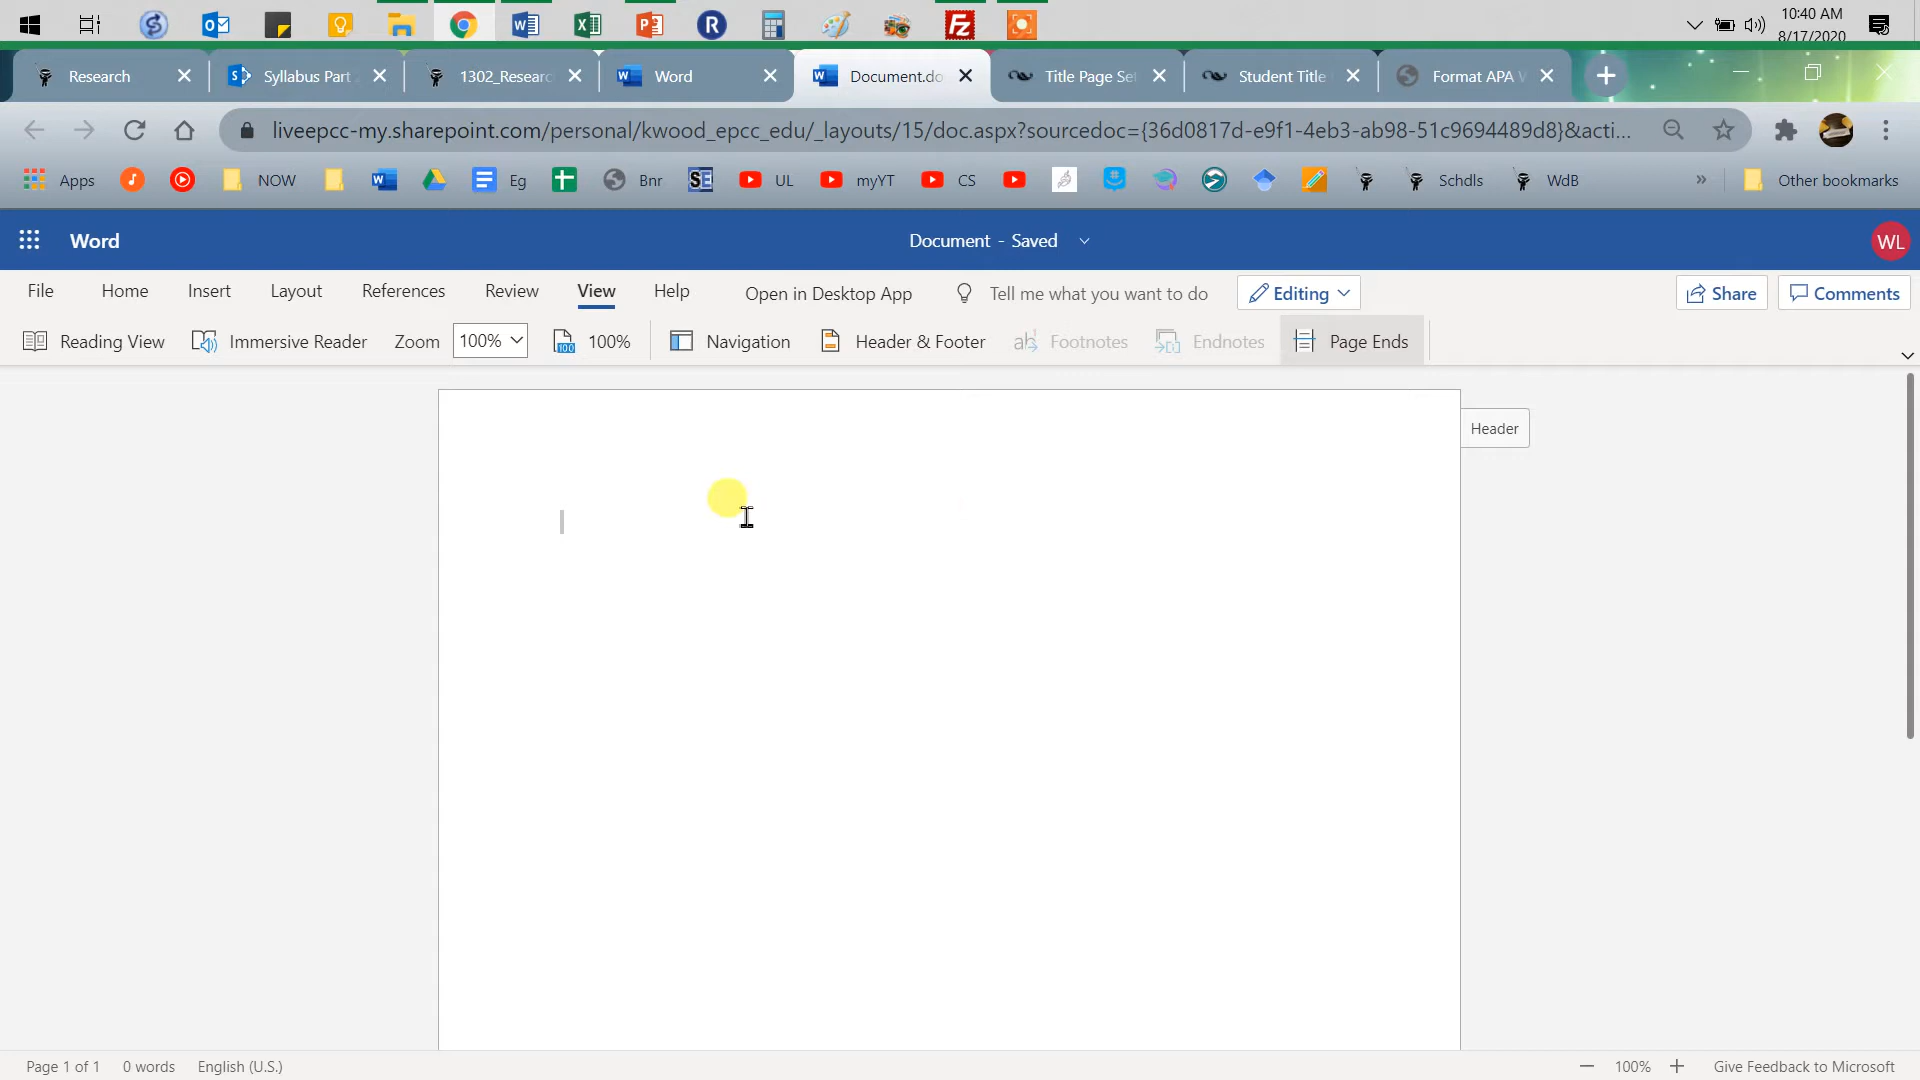 10:40 AM
8/17/2020
Research
Syllabus Part
1302_Researc
Word
Document.do
Title Page Se
Student Title
Format APA
liveepcc-my.sharepoint.com/personal/kwood_epcc_edu/_layouts/15/doc.aspx?sourcedoc={36d0817d-e9f1-4eb3-ab98-51c9694489d8}&acti...
Apps
NOW
Eg
Bnr
SE
UL
myYT
CS
Schdls
WdB
»
Other bookmarks
Word
Document - Saved
WL
File
Home
Insert
Layout
References
Review
View
Help
Open in Desktop App
Tell me what you want to do
Editing
Share
Comments
Reading View
Immersive Reader
Zoom
100%
100%
Navigation
Header & Footer
Footnotes
Endnotes
Page Ends
Header
Page 1 of 1
0 words
English (U.S.)
100%
Give Feedback to Microsoft